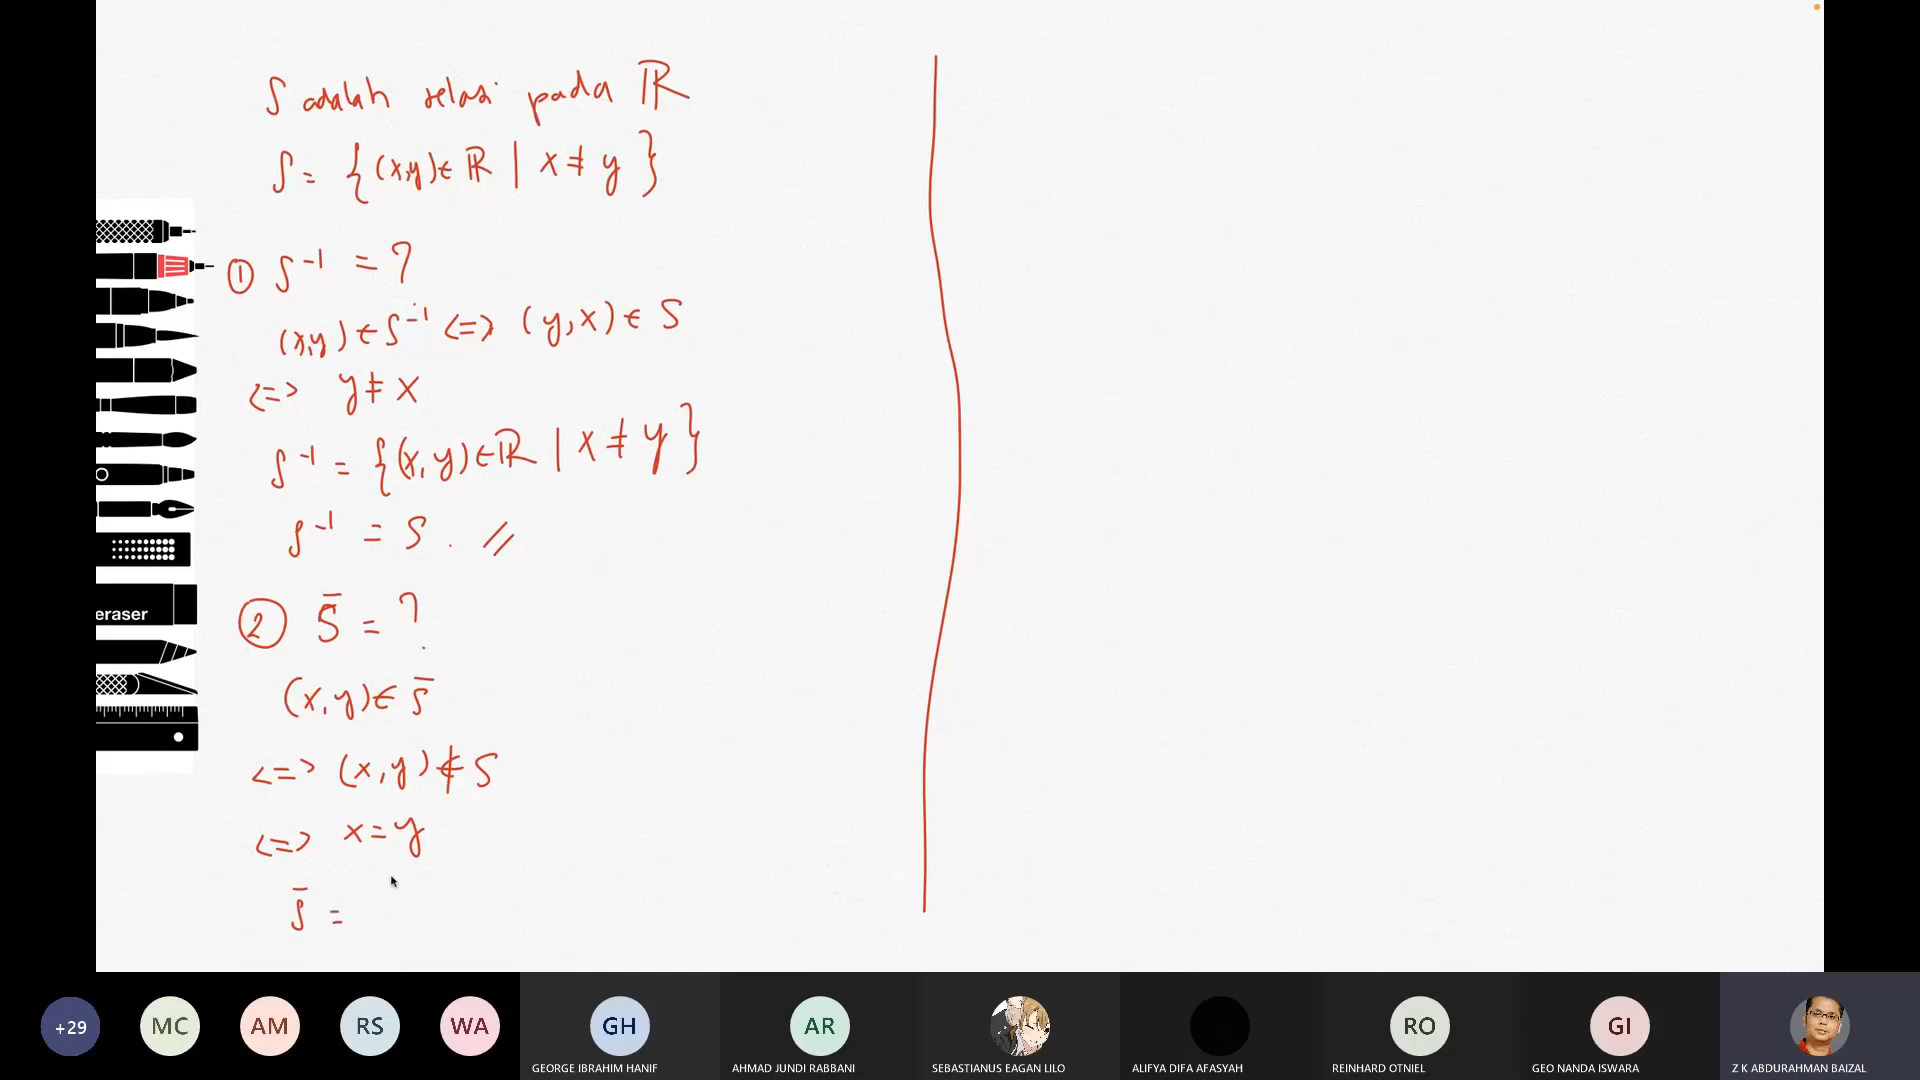 S adalah relasi pada ℝ
S = {(x,y) ∈ ℝ | x ≠ y}
① S⁻¹ = ?
(x,y) ∈ S⁻¹ <=> (y,x) ∈ S
<=> y ≠ x
S⁻¹ = {(x,y) ∈ ℝ | x ≠ y}
S⁻¹ = S . //
② S̄ = ?
(x,y) ∈ S̄
<=> (x,y) ∉ S
<=> x = y
S̄ =
eraser
+29
MC
AM
RS
WA
GH
GEORGE IBRAHIM HANIF
AR
AHMAD JUNDI RABBANI
SEBASTIANUS EAGAN LILO
ALIFYA DIFA AFASYAH
RO
REINHARD OTNIEL
GI
GEO NANDA ISWARA
Z K ABDURAHMAN BAIZAL